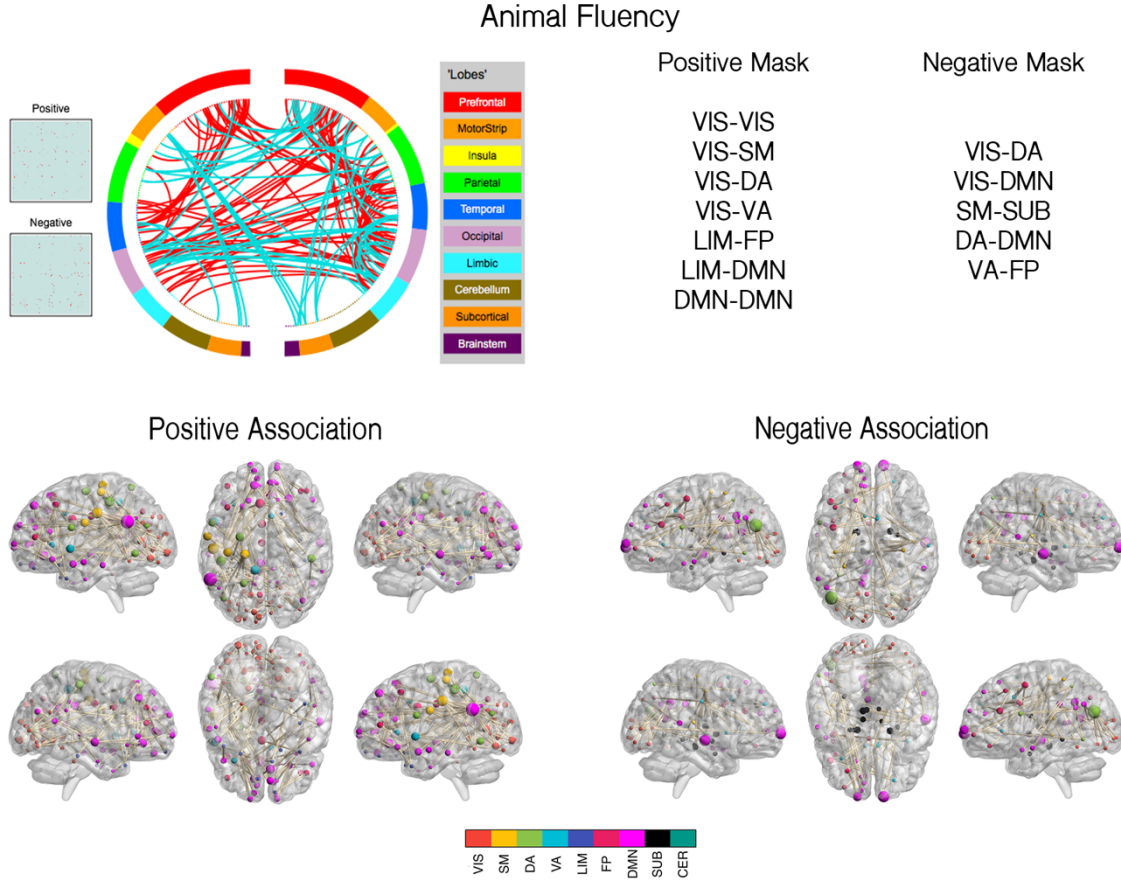 Animal Fluency
Positive
Negative
'Lobes'
Prefrontal
MotorStrip
Insula
Parietal
Temporal
Occipital
Limbic
Cerebellum
Subcortical
Brainstem
Positive Mask
VIS-VIS
VIS-SM
VIS-DA
VIS-VA
LIM-FP
LIM-DMN
DMN-DMN
Negative Mask
VIS-DA
VIS-DMN
SM-SUB
DA-DMN
VA-FP
Positive Association
Negative Association
VIS
SM
DA
VA
LIM
FP
DMN
SUB
CER